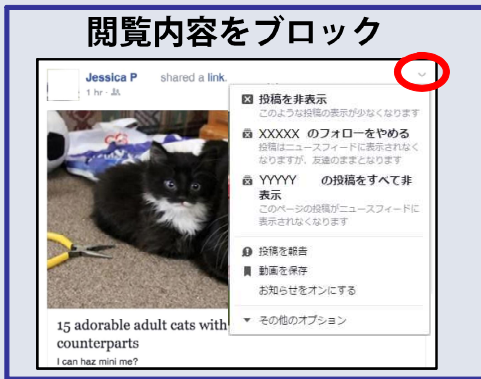 閲覧内容をブロック
Jessica P shared a link.
1 hr ·
投稿を非表示
このような投稿の表示が少なくなります
XXXXX のフォローをやめる
投稿はニュースフィードに表示されなく
なりますが、友達のままとなります
YYYYY の投稿をすべて非
表示
このページの投稿がニュースフィードに
表示されなくなります
投稿を報告
動画を保存
お知らせをオンにする
その他のオプション
15 adorable adult cats with
counterparts
I can haz mini me?